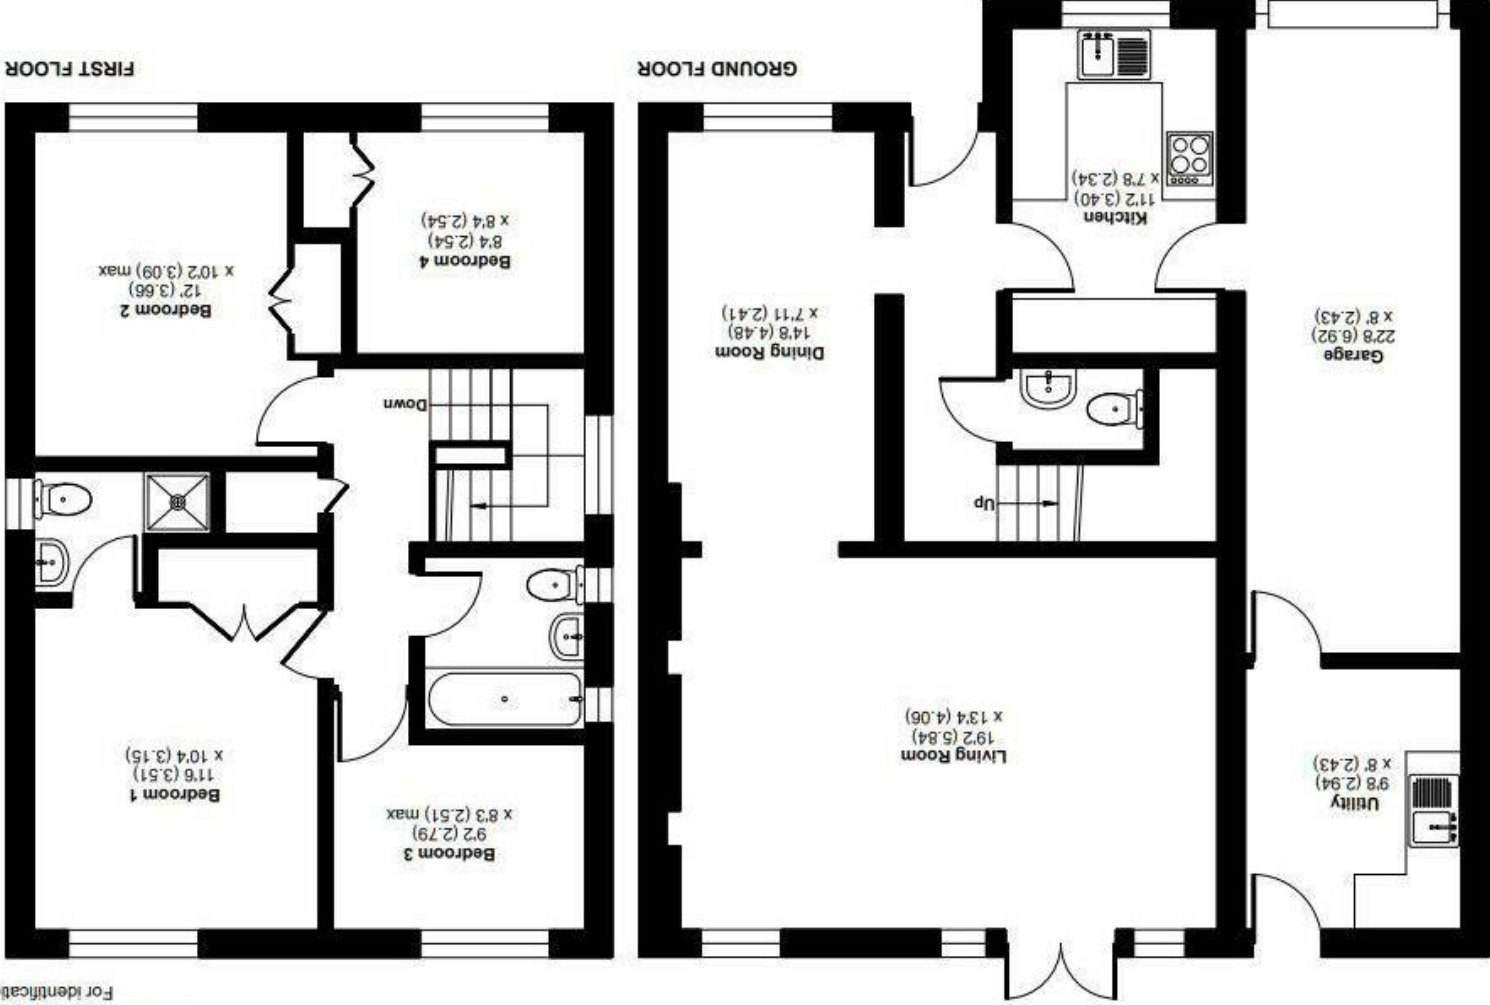 For identificati
Utility
9'8 (2.94)
x 8' (2.43)
Living Room
19'2 (5.84)
x 13'4 (4.06)
Up
Garage
22'8 (6.92)
x 8' (2.43)
Dining Room
14'8 (4.48)
x 7'11 (2.41)
Kitchen
11'2 (3.40)
x 7'8 (2.34)
GROUND FLOOR
Bedroom 3
9'2 (2.79)
x 8'3 (2.51) max
Bedroom 1
11'6 (3.51)
x 10'4 (3.15)
Down
Bedroom 4
8'4 (2.54)
x 8'4 (2.54)
Bedroom 2
12' (3.66)
x 10'2 (3.09) max
FIRST FLOOR